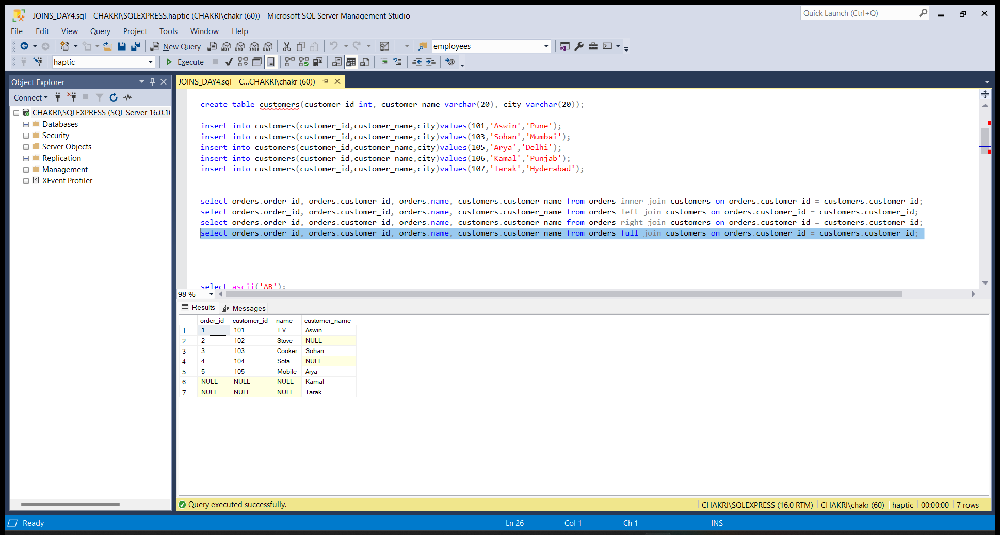 JOINS_DAY4.sql - CHAKRI\SQLEXPRESS.haptic (CHAKRI\chakr (60)) - Microsoft SQL Server Management Studio
Quick Launch (Ctrl+Q)
File Edit View Query Project Tools Window Help
New Query MDX DMX XMLA DAX employees
haptic Execute
Object Explorer
Connect
CHAKRI\SQLEXPRESS (SQL Server 16.0.10
Databases
Security
Server Objects
Replication
Management
XEvent Profiler
JOINS_DAY4.sql - C...CHAKRI\chakr (60))
create table customers(customer_id int, customer_name varchar(20), city varchar(20));
insert into customers(customer_id,customer_name,city)values(101,'Aswin','Pune');
insert into customers(customer_id,customer_name,city)values(103,'Sohan','Mumbai');
insert into customers(customer_id,customer_name,city)values(105,'Arya','Delhi');
insert into customers(customer_id,customer_name,city)values(106,'Kamal','Punjab');
insert into customers(customer_id,customer_name,city)values(107,'Tarak','Hyderabad');
select orders.order_id, orders.customer_id, orders.name, customers.customer_name from orders inner join customers on orders.customer_id = customers.customer_id;
select orders.order_id, orders.customer_id, orders.name, customers.customer_name from orders left join customers on orders.customer_id = customers.customer_id;
select orders.order_id, orders.customer_id, orders.name, customers.customer_name from orders right join customers on orders.customer_id = customers.customer_id;
select orders.order_id, orders.customer_id, orders.name, customers.customer_name from orders full join customers on orders.customer_id = customers.customer_id;
select ascii('AB');
98 %
Results Messages
order_id customer_id name customer_name
1 1 101 T.V Aswin
2 2 102 Stove NULL
3 3 103 Cooker Sohan
4 4 104 Sofa NULL
5 5 105 Mobile Arya
6 NULL NULL NULL Kamal
7 NULL NULL NULL Tarak
Query executed successfully. CHAKRI\SQLEXPRESS (16.0 RTM) CHAKRI\chakr (60) haptic 00:00:00 7 rows
Ready Ln 26 Col 1 Ch 1 INS